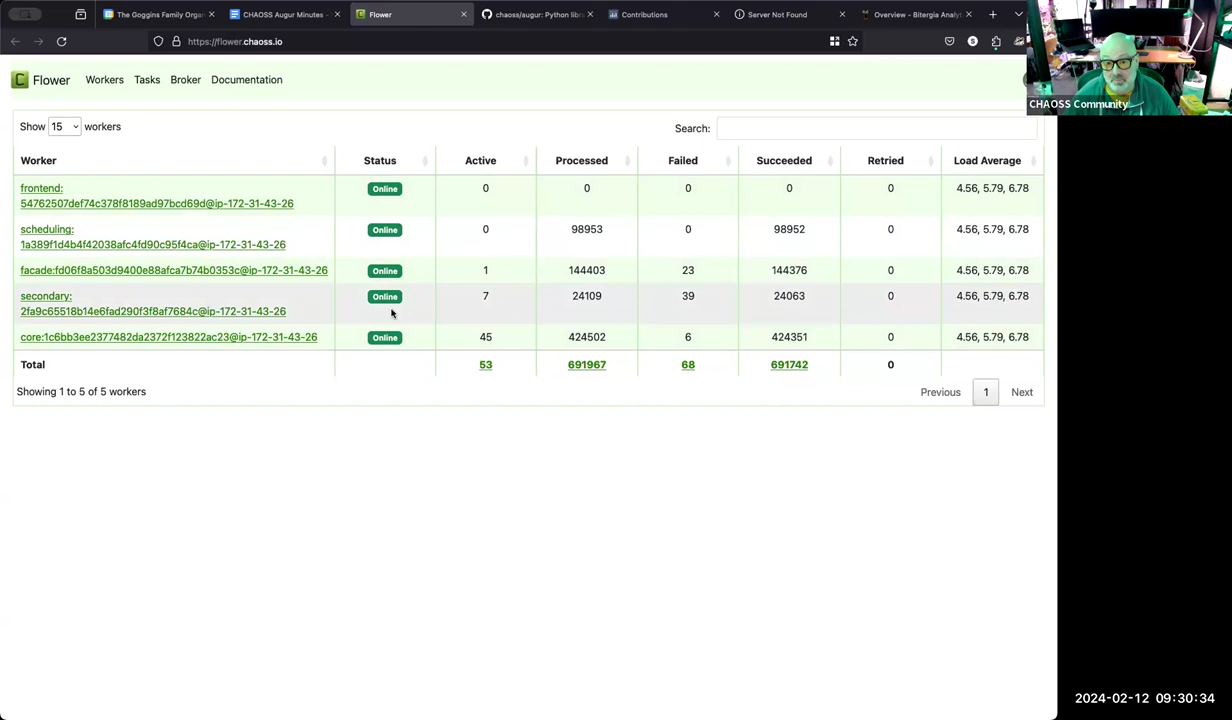 The Goggins Family Organ
CHAOSS Augur Minutes -
Flower
chaoss/augur: Python libra
Contributions
Server Not Found
Overview - Bitergia Analyt
https://flower.chaoss.io
CHAOSS Community
Flower Workers Tasks Broker Documentation
Show 15 workers
Search:
Worker Status Active Processed Failed Succeeded Retried Load Average
frontend:
54762507def74c378f8189ad97bcd69d@ip-172-31-43-26 Online 0 0 0 0 0 4.56, 5.79, 6.78
scheduling:
1a389f1d4b4f42038afc4fd90c95f4ca@ip-172-31-43-26 Online 0 98953 0 98952 0 4.56, 5.79, 6.78
facade:fd06f8a503d9400e88afca7b74b0353c@ip-172-31-43-26 Online 1 144403 23 144376 0 4.56, 5.79, 6.78
secondary:
2fa9c65518b14e6fad290f3f8af7684c@ip-172-31-43-26 Online 7 24109 39 24063 0 4.56, 5.79, 6.78
core:1c6bb3ee2377482da2372f123822ac23@ip-172-31-43-26 Online 45 424502 6 424351 0 4.56, 5.79, 6.78
Total 53 691967 68 691742 0
Showing 1 to 5 of 5 workers
Previous 1 Next
2024-02-12 09:30:34